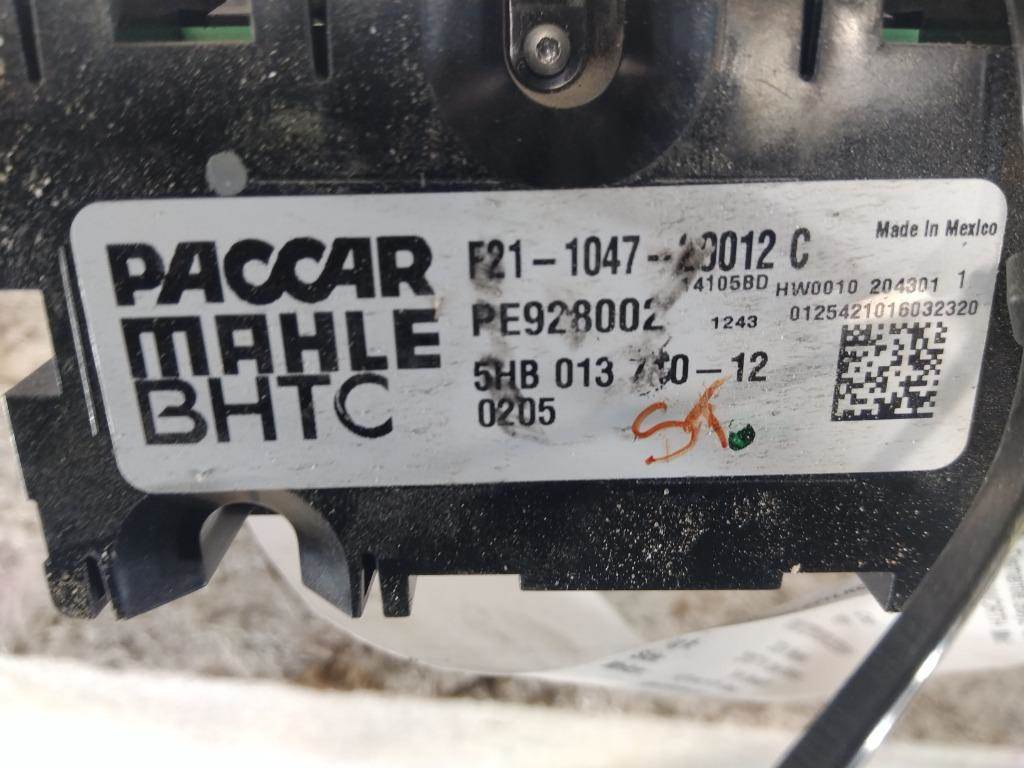 PACCAR
MAHLE
BHTC
F21-1047-20012 C
Made In Mexico
14105BD HW0010 204301 1
PE928002 1243 0125421016032320
5HB 013 -12
0205